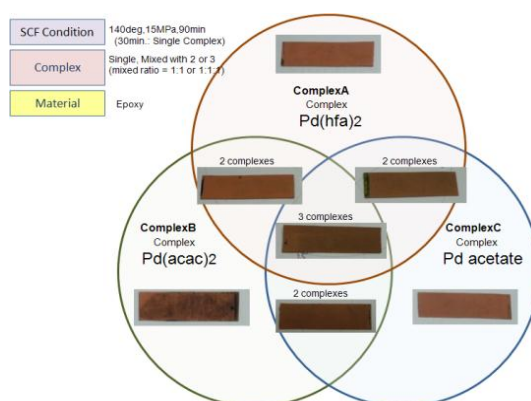 SCF Condition
140deg,15MPa,90min
(30min.: Single Complex)
Complex
Single, Mixed with 2 or 3
(mixed ratio = 1:1 or 1:1:1)
Material
Epoxy
ComplexA
Complex
Pd(hfa)2
2 complexes
2 complexes
3 complexes
ComplexB
Complex
Pd(acac)2
ComplexC
Complex
Pd acetate
2 complexes